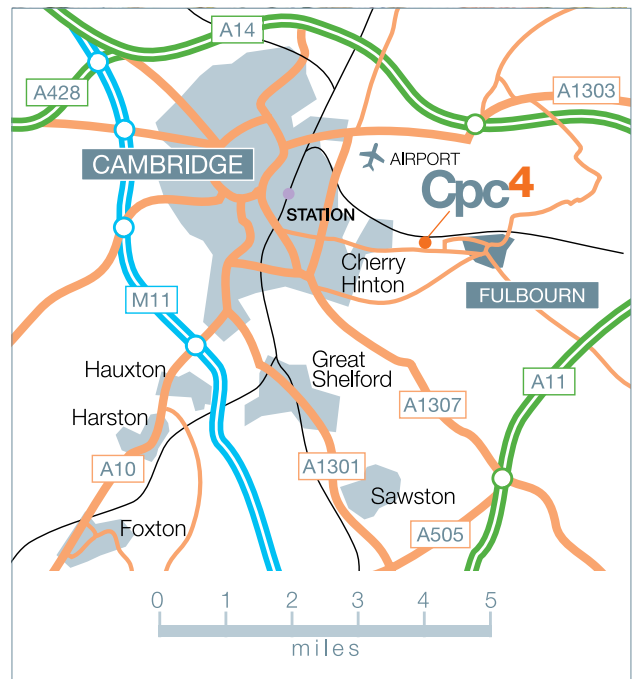 A14
A428
A1303
CAMBRIDGE
AIRPORT
Cpc4
STATION
Cherry
Hinton
FULBOURN
M11
Hauxton
Great
Shelford
A11
Harston
A1307
A10
A1301
Sawston
Foxton
A505
0 1 2 3 4 5
miles